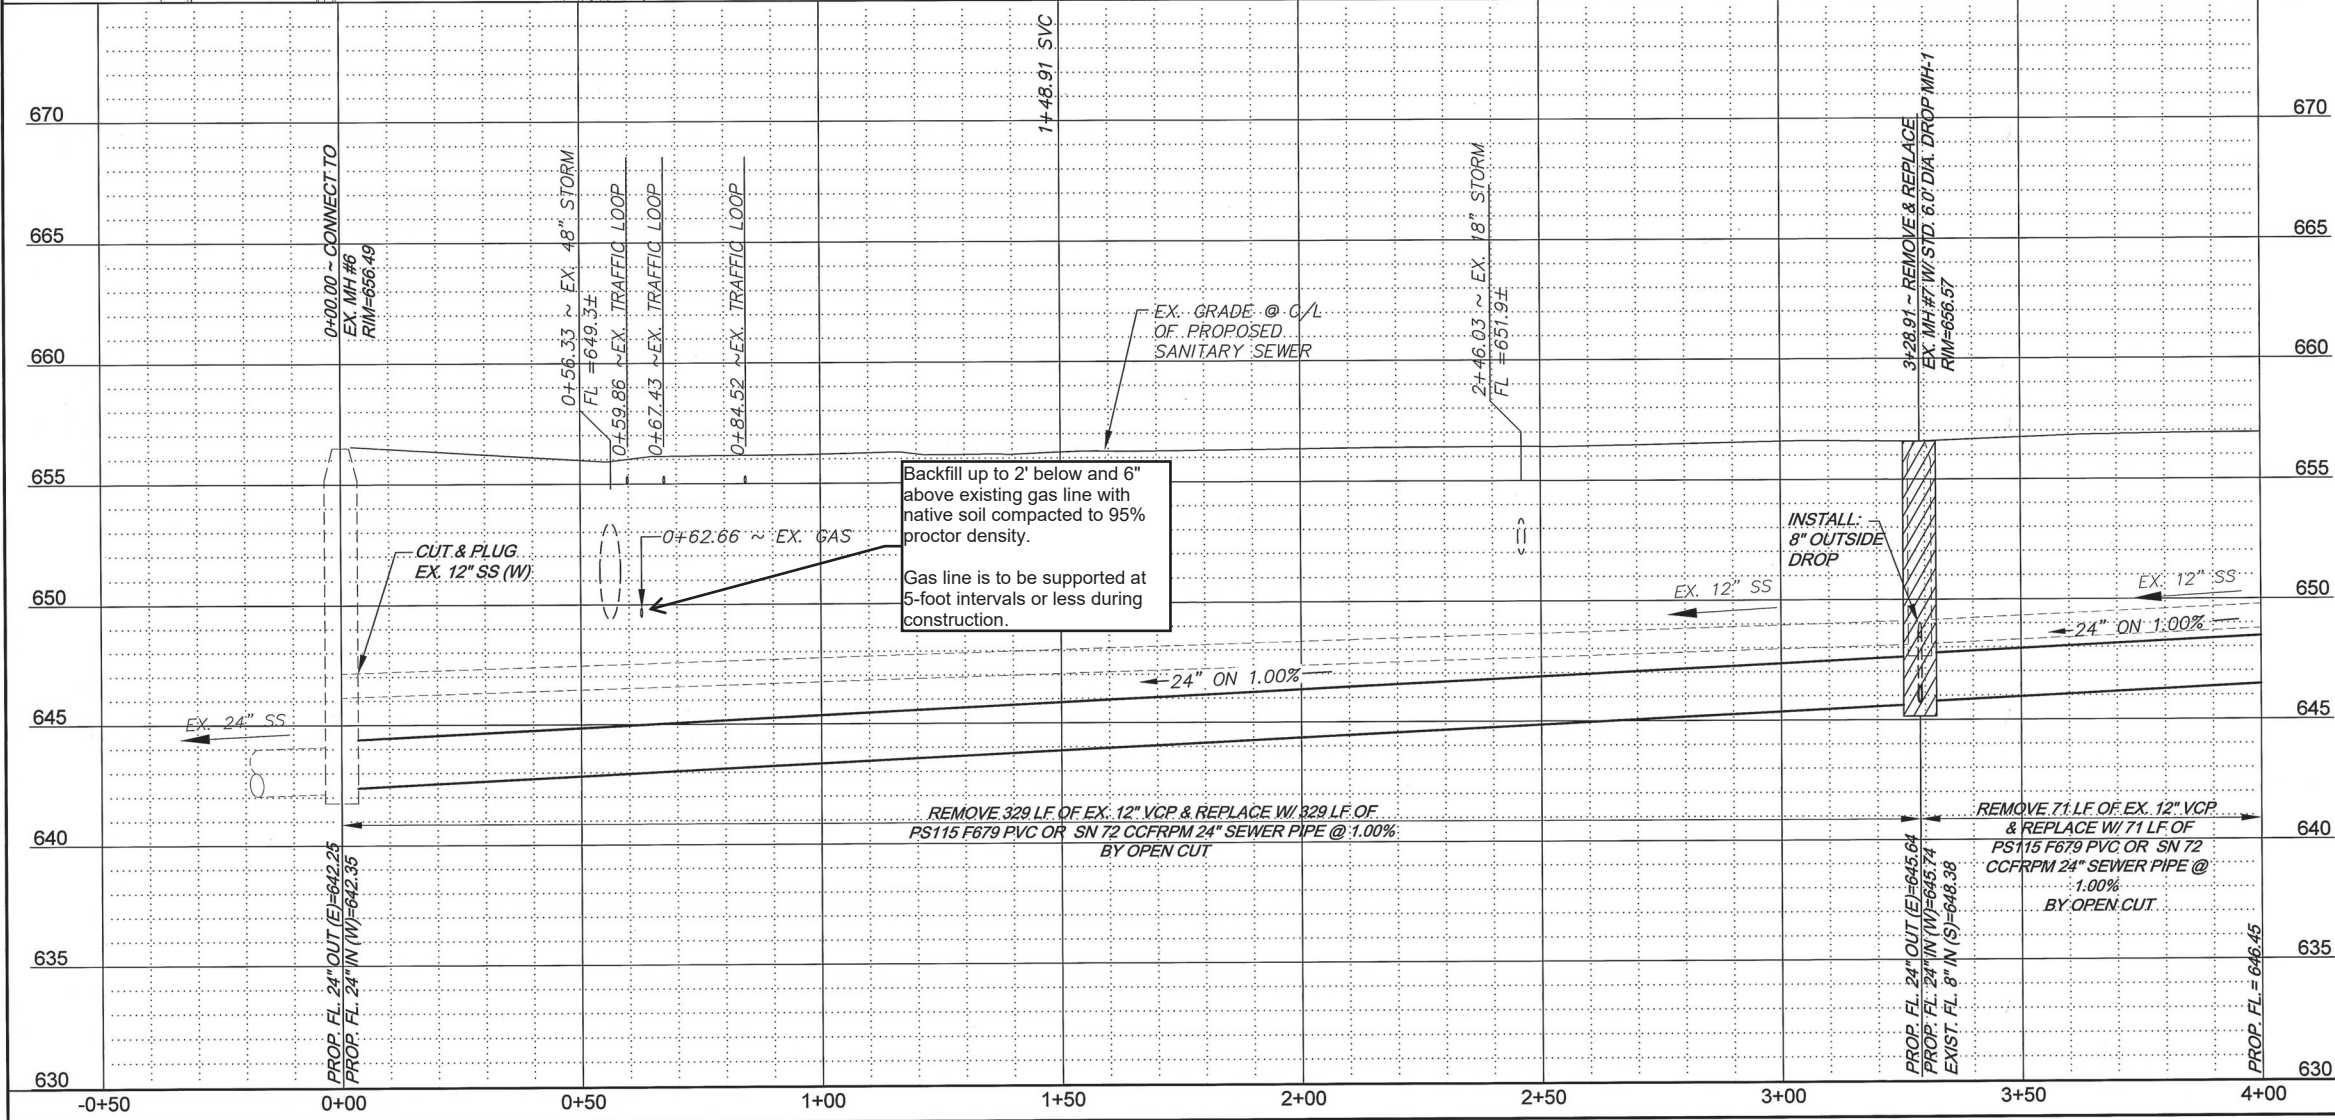 670
665
660
655
650
645
640
635
630
670
665
660
655
650
645
640
635
630
0+00.00 ~ CONNECT TO
EX. MH #6
RIM=656.49
0+56.33 ~ EX. 48" STORM
FL =649.3±
0+59.86 ~EX. TRAFFIC LOOP
0+67.43 ~EX. TRAFFIC LOOP
0+84.52 ~EX. TRAFFIC LOOP
1+48.91 SVC
EX. GRADE @ C/L
OF PROPOSED
SANITARY SEWER
2+46.03 ~ EX. 18" STORM
FL =651.9±
3+28.91 ~ REMOVE & REPLACE
EX. MH #7 W/ STD. 6.0' DIA. DROP MH-1
RIM=656.57
CUT & PLUG
EX. 12" SS (W)
0+62.66 ~ EX. GAS
Backfill up to 2' below and 6"
above existing gas line with
native soil compacted to 95%
proctor density.
Gas line is to be supported at
5-foot intervals or less during
construction.
INSTALL:
8" OUTSIDE
DROP
EX. 12" SS
EX. 12" SS
24" ON 1.00%
24" ON 1.00%
EX. 24" SS
REMOVE 329 LF OF EX. 12" VCP & REPLACE W/ 329 LF OF
PS115 F679 PVC OR SN 72 CCFRPM 24" SEWER PIPE @ 1.00%
BY OPEN CUT
REMOVE 71 LF OF EX. 12" VCP
& REPLACE W/ 71 LF OF
PS115 F679 PVC OR SN 72
CCFRPM 24" SEWER PIPE @
1.00%
BY OPEN CUT
PROP. FL. 24" OUT (E)=642.25
PROP. FL. 24" IN (W)=642.35
PROP. FL. 24" OUT (E)=645.64
PROP. FL. 24" IN (W)=645.74
EXIST. FL. 8" IN (S)=648.38
PROP. FL.= 646.45
-0+50
0+00
0+50
1+00
1+50
2+00
2+50
3+00
3+50
4+00